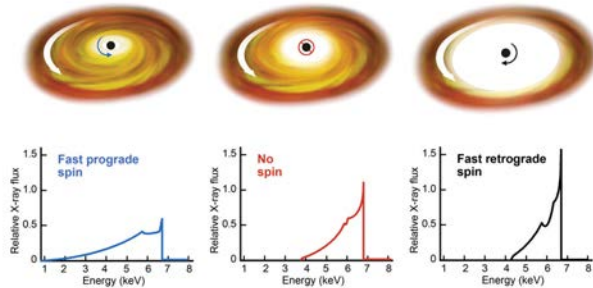 Fast prograde
spin
Relative X-ray flux
1.5
1.0
0.5
0
1 2 3 4 5 6 7 8
Energy (keV)
No
spin
Relative X-ray flux
1.5
1.0
0.5
0
1 2 3 4 5 6 7 8
Energy (keV)
Fast retrograde
spin
Relative X-ray flux
1.5
1.0
0.5
0
1 2 3 4 5 6 7 8
Energy (keV)